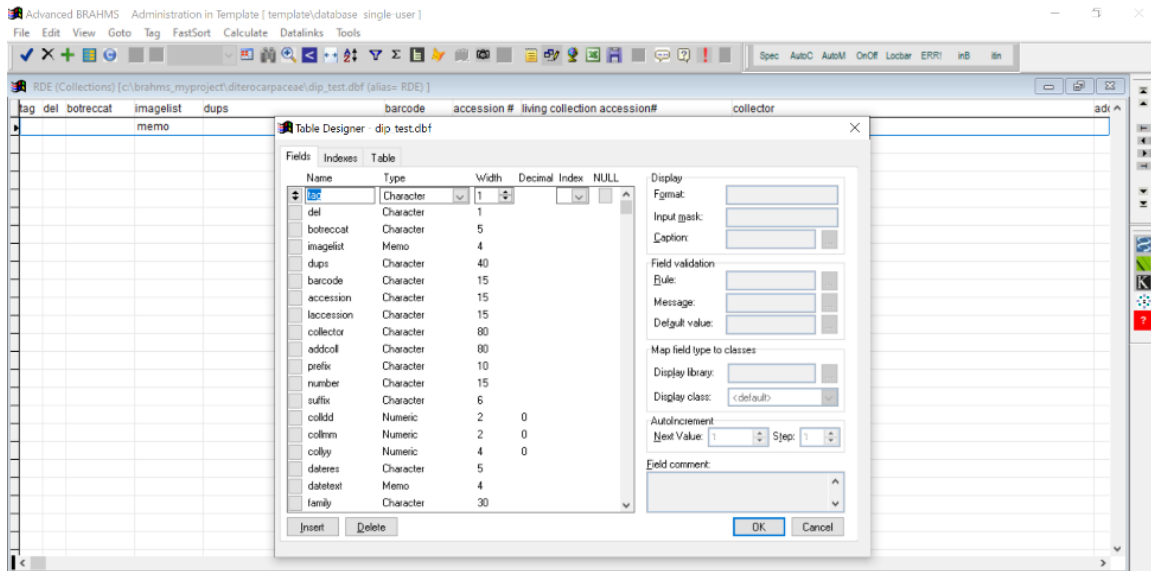 Advanced BRAHMS Administration in Template [ template\database single-user ]
File Edit View Goto Tag FastSort Calculate Datalinks Tools
Spec AutoC AutoM OnOff Locbar ERR! inB itin
RDE (Collections) [c:\brahms_myproject\diterocarpaceae\dip_test.dbf (alias= RDE) ]
tag del botreccat imagelist dups barcode accession # living collection accession# collector add
memo
Table Designer - dip_test.dbf
Fields Indexes Table
Name Type Width Decimal Index NULL
tag Character 1
del Character 1
botreccat Character 5
imagelist Memo 4
dups Character 40
barcode Character 15
accession Character 15
laccession Character 15
collector Character 80
addcoll Character 80
prefix Character 10
number Character 15
suffix Character 6
colldd Numeric 2 0
collmm Numeric 2 0
collyy Numeric 4 0
dateres Character 5
datetext Memo 4
family Character 30
Insert Delete
Display
Format:
Input mask:
Caption:
Field validation
Rule:
Message:
Default value:
Map field type to classes
Display library:
Display class: <default>
AutoIncrement
Next Value: 1 Step: 1
Field comment:
OK Cancel
K
?